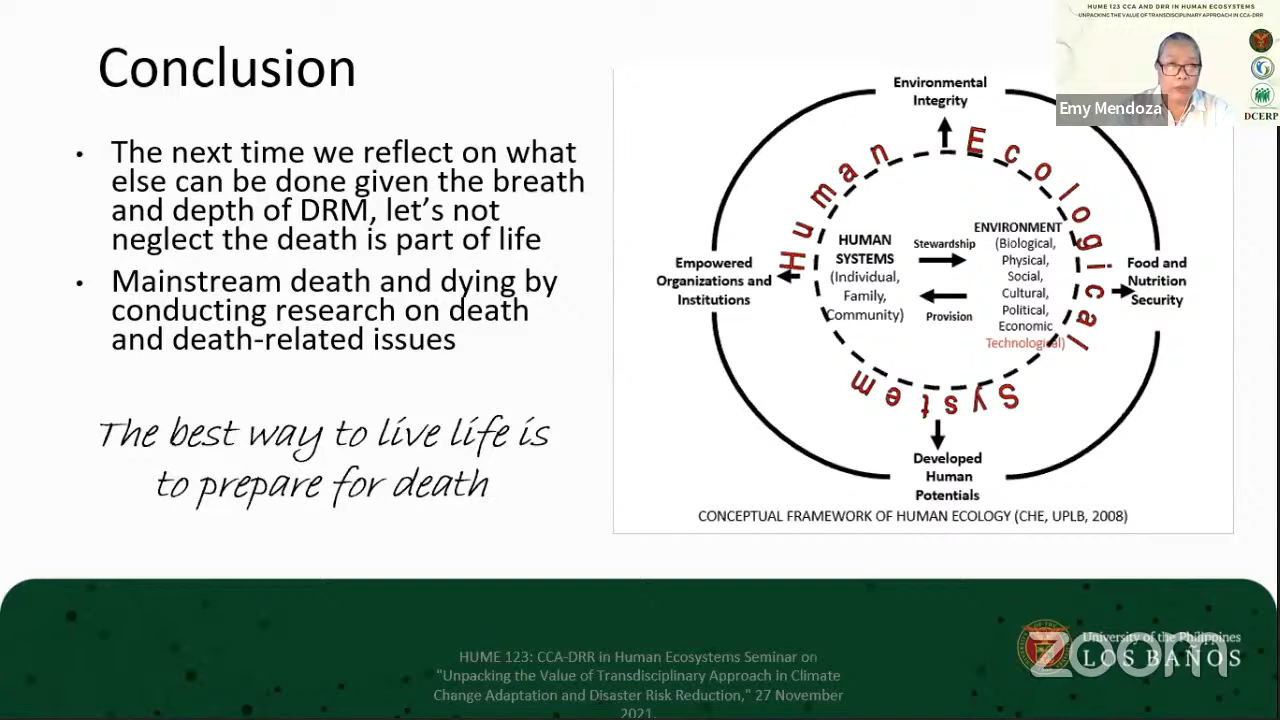 HUME 123 CCA AND DRR IN HUMAN ECOSYSTEMS
UNPACKING THE VALUE OF TRANSDISCIPLINARY APPROACH IN CCA-DRR
Emy Mendoza
DCERP
Conclusion
• The next time we reflect on what
else can be done given the breath
and depth of DRM, let's not
neglect the death is part of life
• Mainstream death and dying by
conducting research on death
and death-related issues
The best way to live life is
to prepare for death
Environmental
Integrity
Human Ecological System
HUMAN
SYSTEMS
(Individual,
Family,
Community)
Stewardship
Provision
ENVIRONMENT
(Biological,
Physical,
Social,
Cultural,
Political,
Economic
Technological)
Empowered
Organizations and
Institutions
Food and
Nutrition
Security
Developed
Human
Potentials
CONCEPTUAL FRAMEWORK OF HUMAN ECOLOGY (CHE, UPLB, 2008)
HUME 123: CCA-DRR in Human Ecosystems Seminar on
"Unpacking the Value of Transdisciplinary Approach in Climate
Change Adaptation and Disaster Risk Reduction," 27 November
2021.
University of the Philippines
LOS BAÑOS
zoom